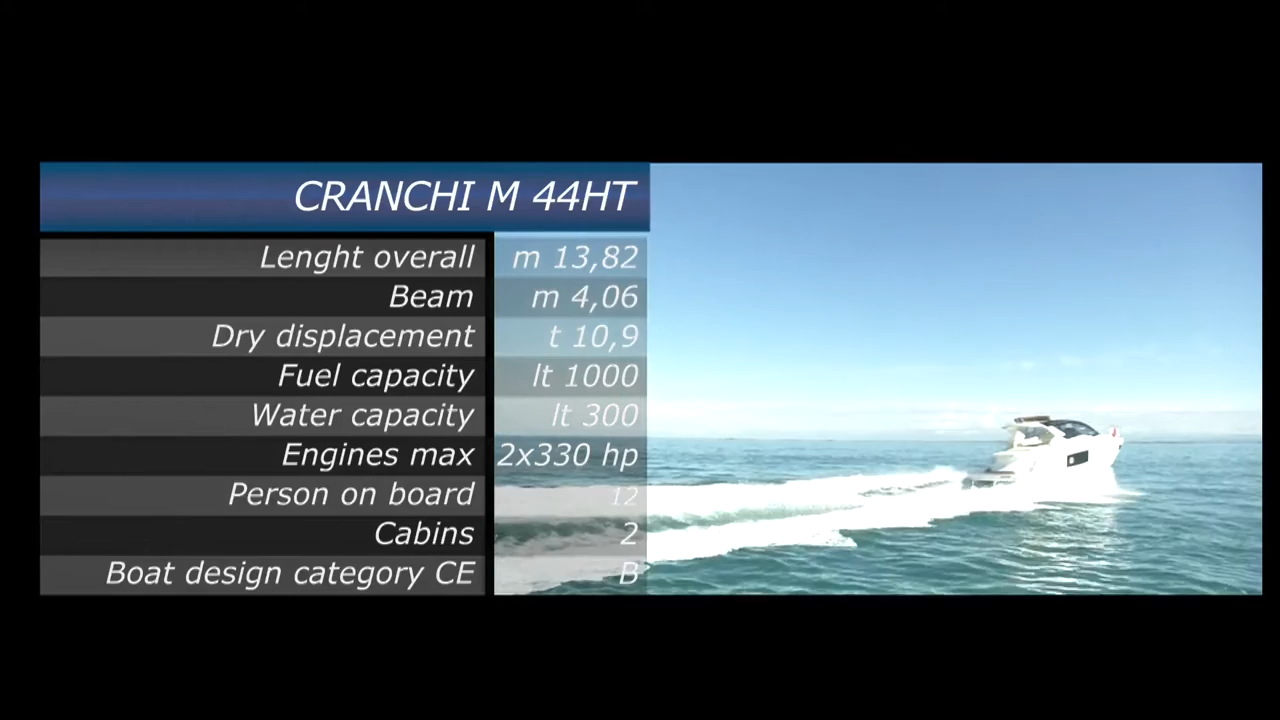 CRANCHI M 44HT
Lenght overall m 13,82
Beam m 4,06
Dry displacement t 10,9
Fuel capacity lt 1000
Water capacity lt 300
Engines max 2x330 hp
Person on board 12
Cabins 2
Boat design category CE B